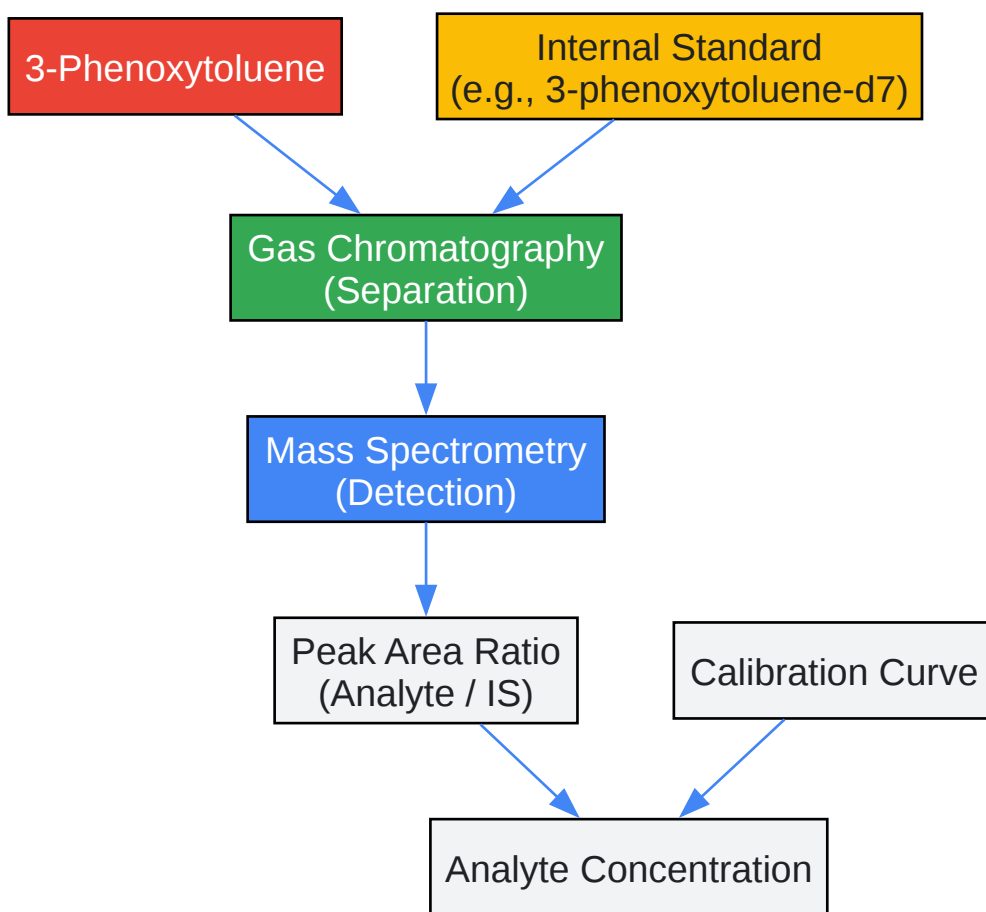 3-Phenoxytoluene
Internal Standard
(e.g., 3-phenoxytoluene-d7)
Gas Chromatography
(Separation)
Mass Spectrometry
(Detection)
Peak Area Ratio
(Analyte / IS)
Calibration Curve
Analyte Concentration